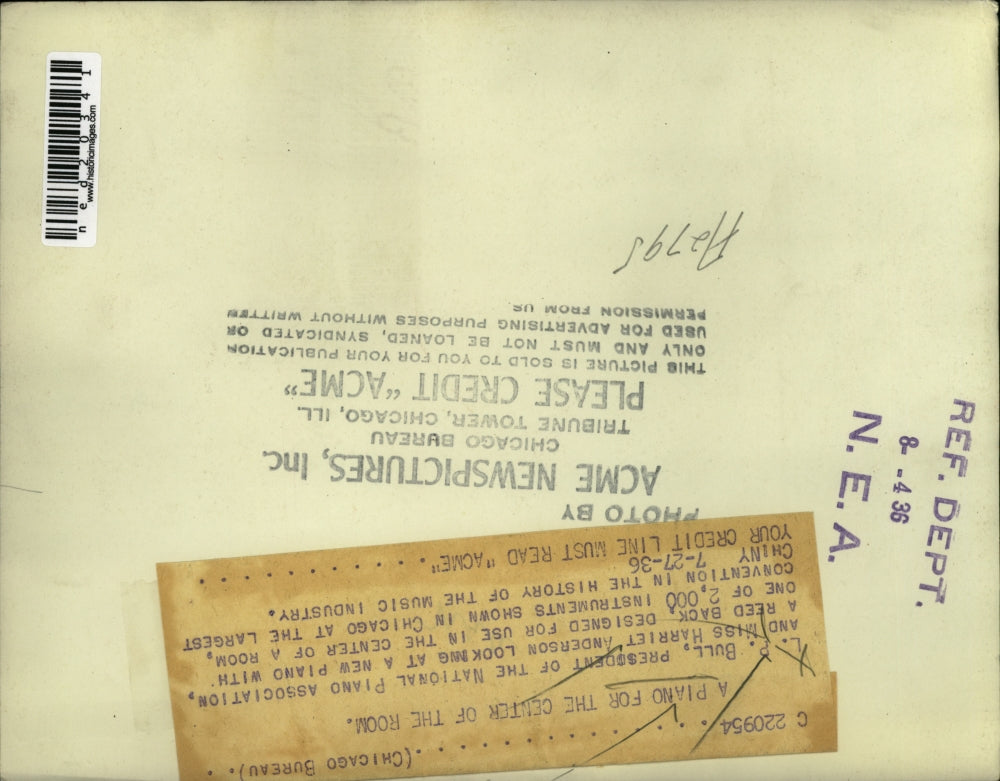 C 220954 . . . . . . . . . . . . . . . . (CHICAGO BUREAU). .
A PIANO FOR THE CENTER OF THE ROOM.
L. A. BULL, PRESIDENT OF THE NATIONAL PIANO ASSOCIATION,
AND MISS HARRIET ANDERSON LOOKING AT A NEW PIANO WITH
A REED BACK, DESIGNED FOR USE IN THE CENTER OF A ROOM,
ONE OF 2,000 INSTRUMENTS SHOWN IN CHICAGO AT THE LARGEST
CONVENTION IN THE HISTORY OF THE MUSIC INDUSTRY.
CHINY 7-27-36
YOUR CREDIT LINE MUST READ "ACME" . . . . . . . . . .
PHOTO BY
ACME NEWSPICTURES, Inc.
CHICAGO BUREAU
TRIBUNE TOWER, CHICAGO, ILL.
PLEASE CREDIT "ACME"
THIS PICTURE IS SOLD TO YOU FOR YOUR PUBLICATION
ONLY AND MUST NOT BE LOANED, SYNDICATED OR
USED FOR ADVERTISING PURPOSES WITHOUT WRITTEN
PERMISSION FROM US.
REF. DEPT.
8--436
N. E. A.
ned20341
www.historicimages.com